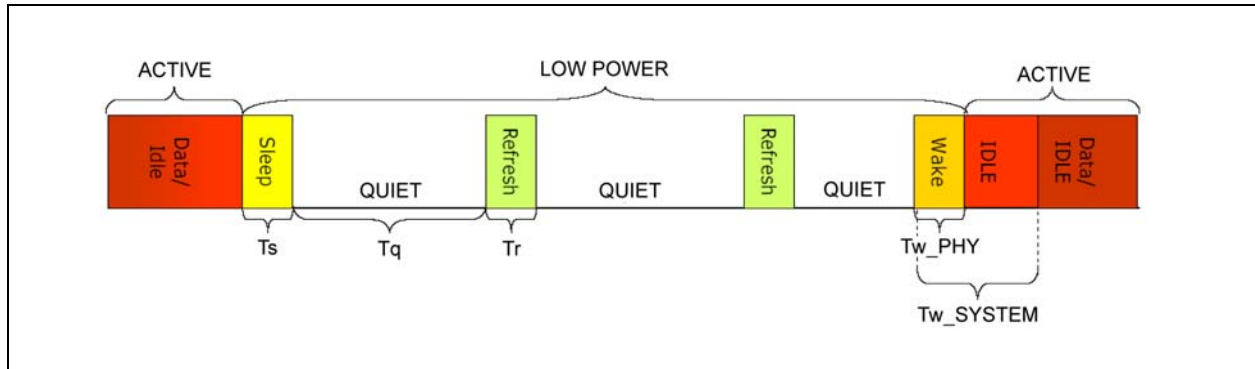 ACTIVE
LOW POWER
ACTIVE
Data/
Idle
Sleep
QUIET
Refresh
QUIET
Refresh
QUIET
Wake
IDLE
Data/
IDLE
Ts
Tq
Tr
Tw_PHY
Tw_SYSTEM